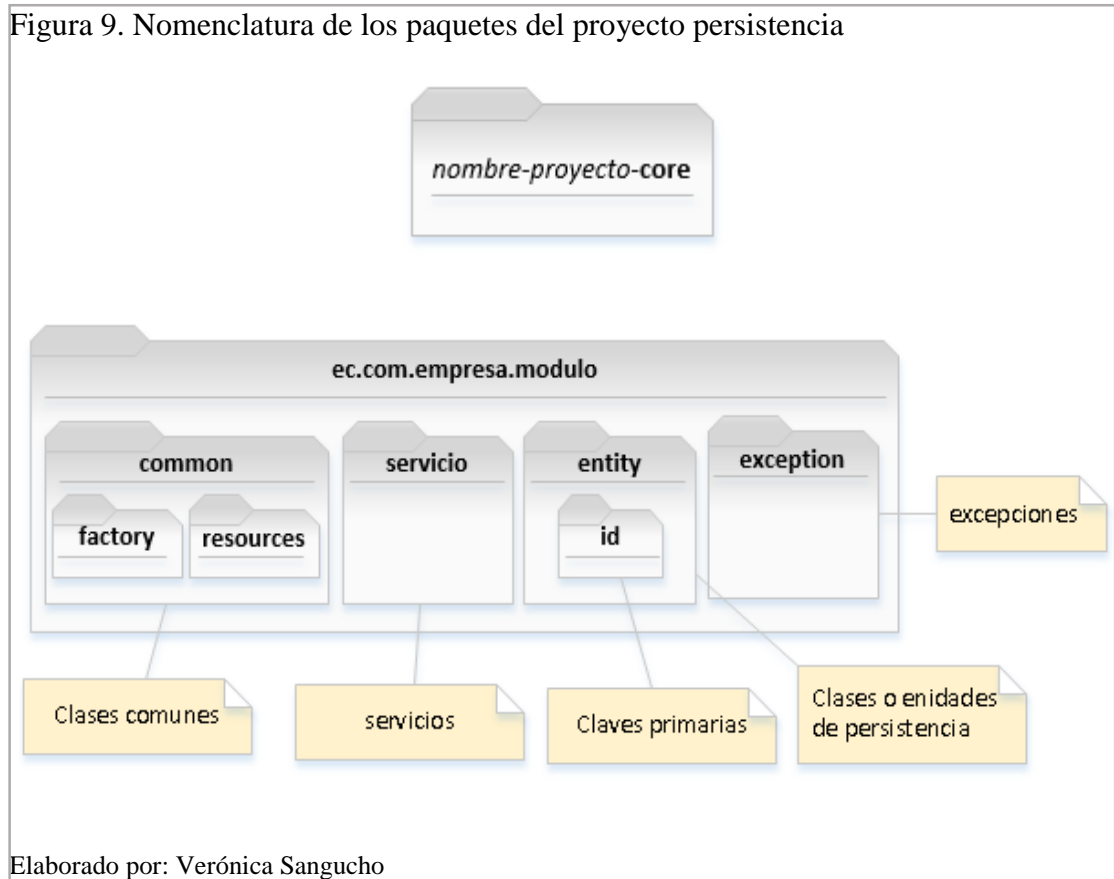 Figura 9. Nomenclatura de los paquetes del proyecto persistencia
nombre-proyecto-core
ec.com.empresa.modulo
common
servicio
entity
exception
factory
resources
id
excepciones
Clases comunes
servicios
Claves primarias
Clases o enidades
de persistencia
Elaborado por: Verónica Sangucho